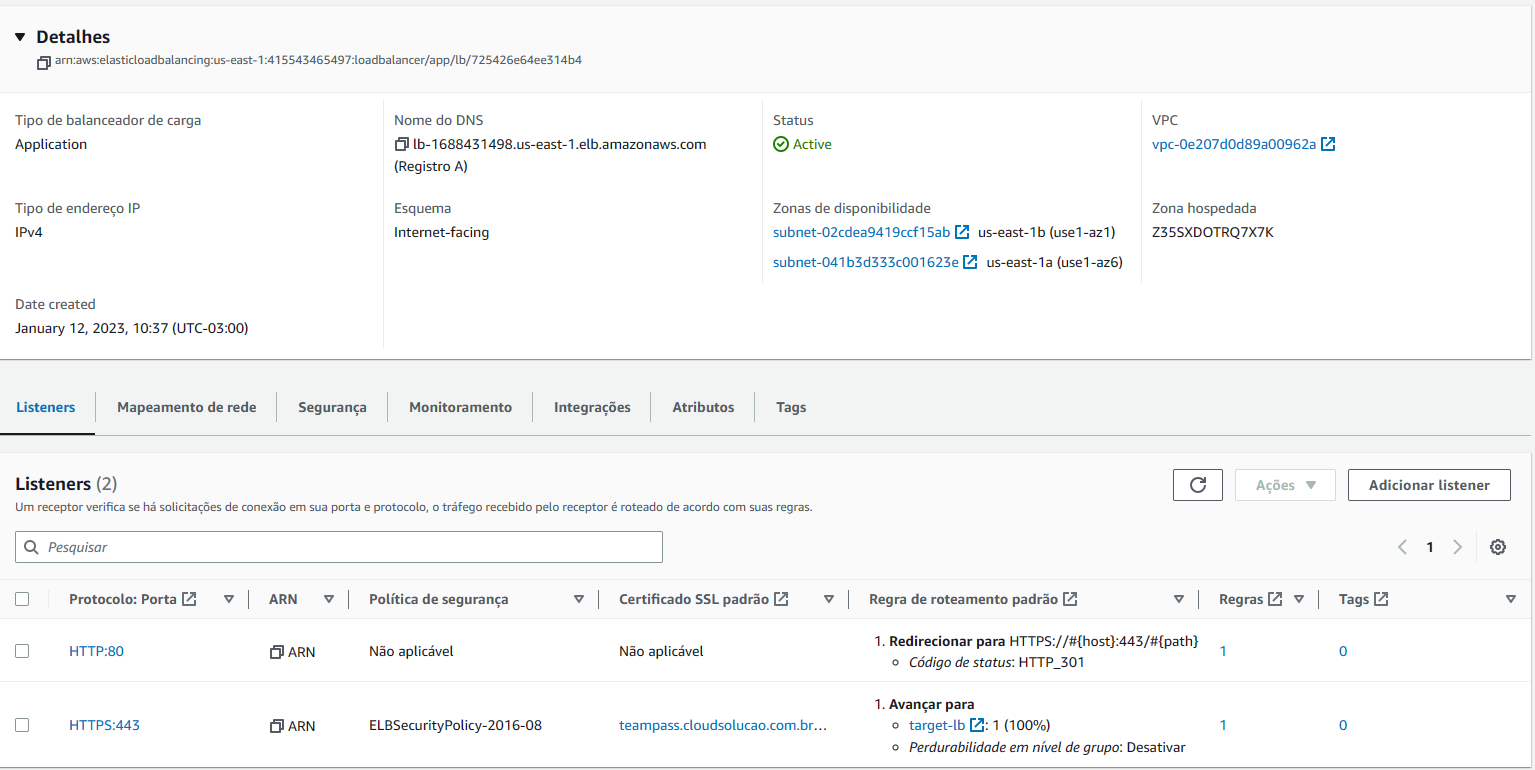 Detalhes
arn:aws:elasticloadbalancing:us-east-1:415543465497:loadbalancer/app/lb/725426e64ee314b4
Tipo de balanceador de carga
Application
Nome do DNS
lb-1688431498.us-east-1.elb.amazonaws.com
(Registro A)
Status
Active
VPC
vpc-0e207d0d89a00962a
Tipo de endereço IP
IPv4
Esquema
Internet-facing
Zonas de disponibilidade
subnet-02cdea9419ccf15ab us-east-1b (use1-az1)
subnet-041b3d333c001623e us-east-1a (use1-az6)
Zona hospedada
Z35SXDOTRQ7X7K
Date created
January 12, 2023, 10:37 (UTC-03:00)
Listeners Mapeamento de rede Segurança Monitoramento Integrações Atributos Tags
Listeners (2)
Um receptor verifica se há solicitações de conexão em sua porta e protocolo, o tráfego recebido pelo receptor é roteado de acordo com suas regras.
Ações
Adicionar listener
Pesquisar
1
Protocolo: Porta ARN Política de segurança Certificado SSL padrão Regra de roteamento padrão Regras Tags
HTTP:80 ARN Não aplicável Não aplicável
1. Redirecionar para HTTPS://#{host}:443/#{path}
Código de status: HTTP_301
1 0
HTTPS:443 ARN ELBSecurityPolicy-2016-08 teampass.cloudsolucao.com.br...
1. Avançar para
target-lb : 1 (100%)
Perdurabilidade em nível de grupo: Desativar
1 0